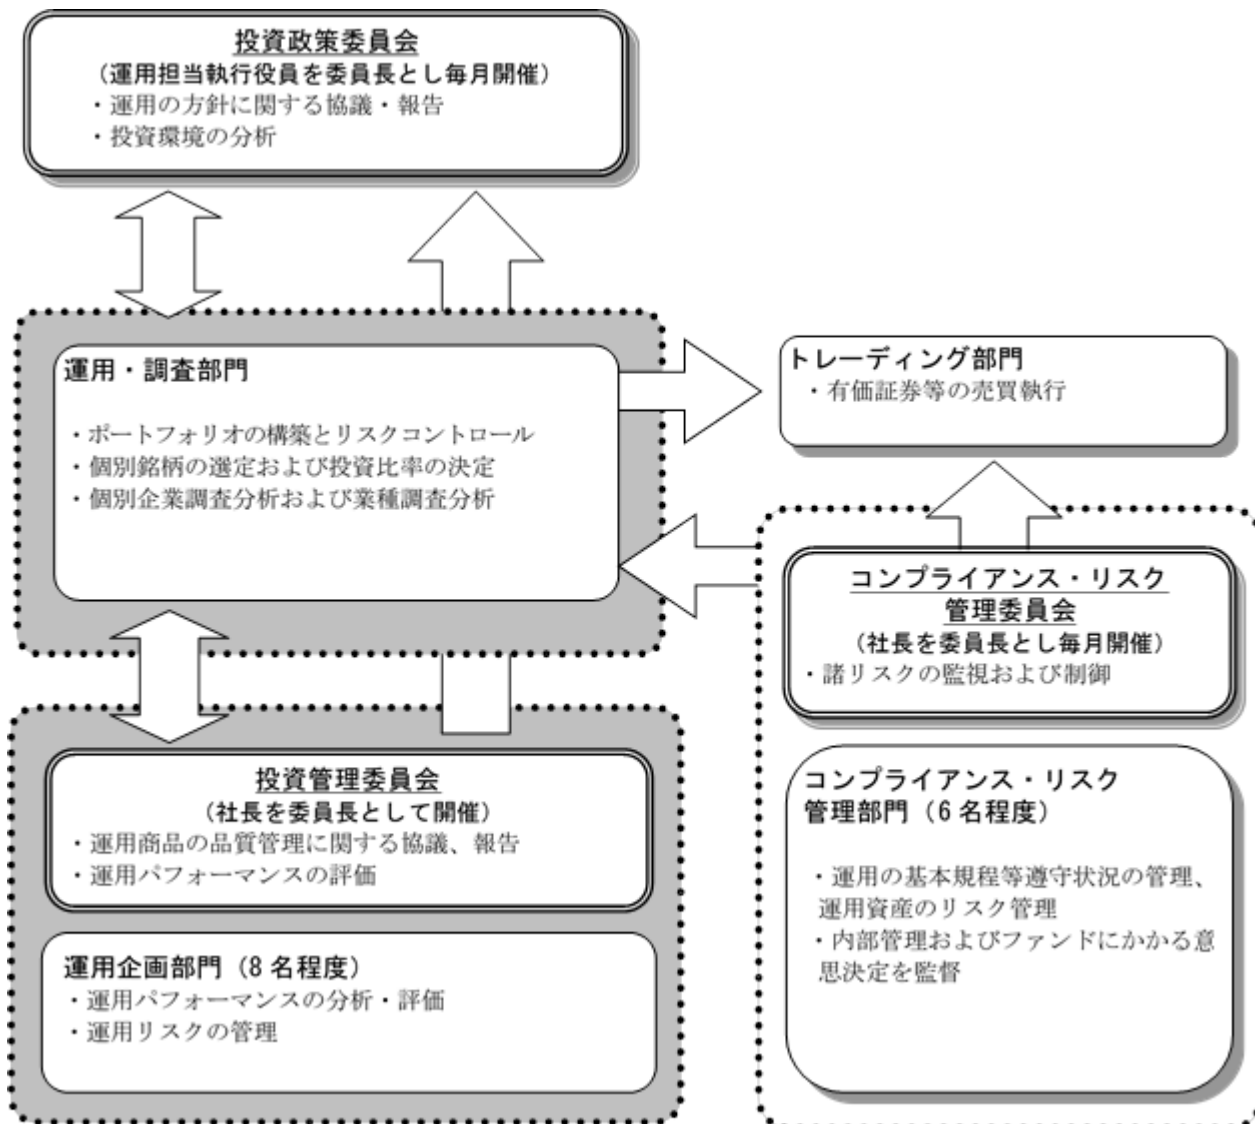 投資政策委員会
（運用担当執行役員を委員長とし毎月開催）
・運用の方針に関する協議・報告
・投資環境の分析
運用・調査部門
・ポートフォリオの構築とリスクコントロール
・個別銘柄の選定および投資比率の決定
・個別企業調査分析および業種調査分析
トレーディング部門
・有価証券等の売買執行
コンプライアンス・リスク
管理委員会
（社長を委員長とし毎月開催）
・諸リスクの監視および制御
投資管理委員会
（社長を委員長として開催）
・運用商品の品質管理に関する協議、報告
・運用パフォーマンスの評価
運用企画部門（8 名程度）
・運用パフォーマンスの分析・評価
・運用リスクの管理
コンプライアンス・リスク
管理部門（6 名程度）
・運用の基本規程等遵守状況の管理、
運用資産のリスク管理
・内部管理およびファンドにかかる意
思決定を監督